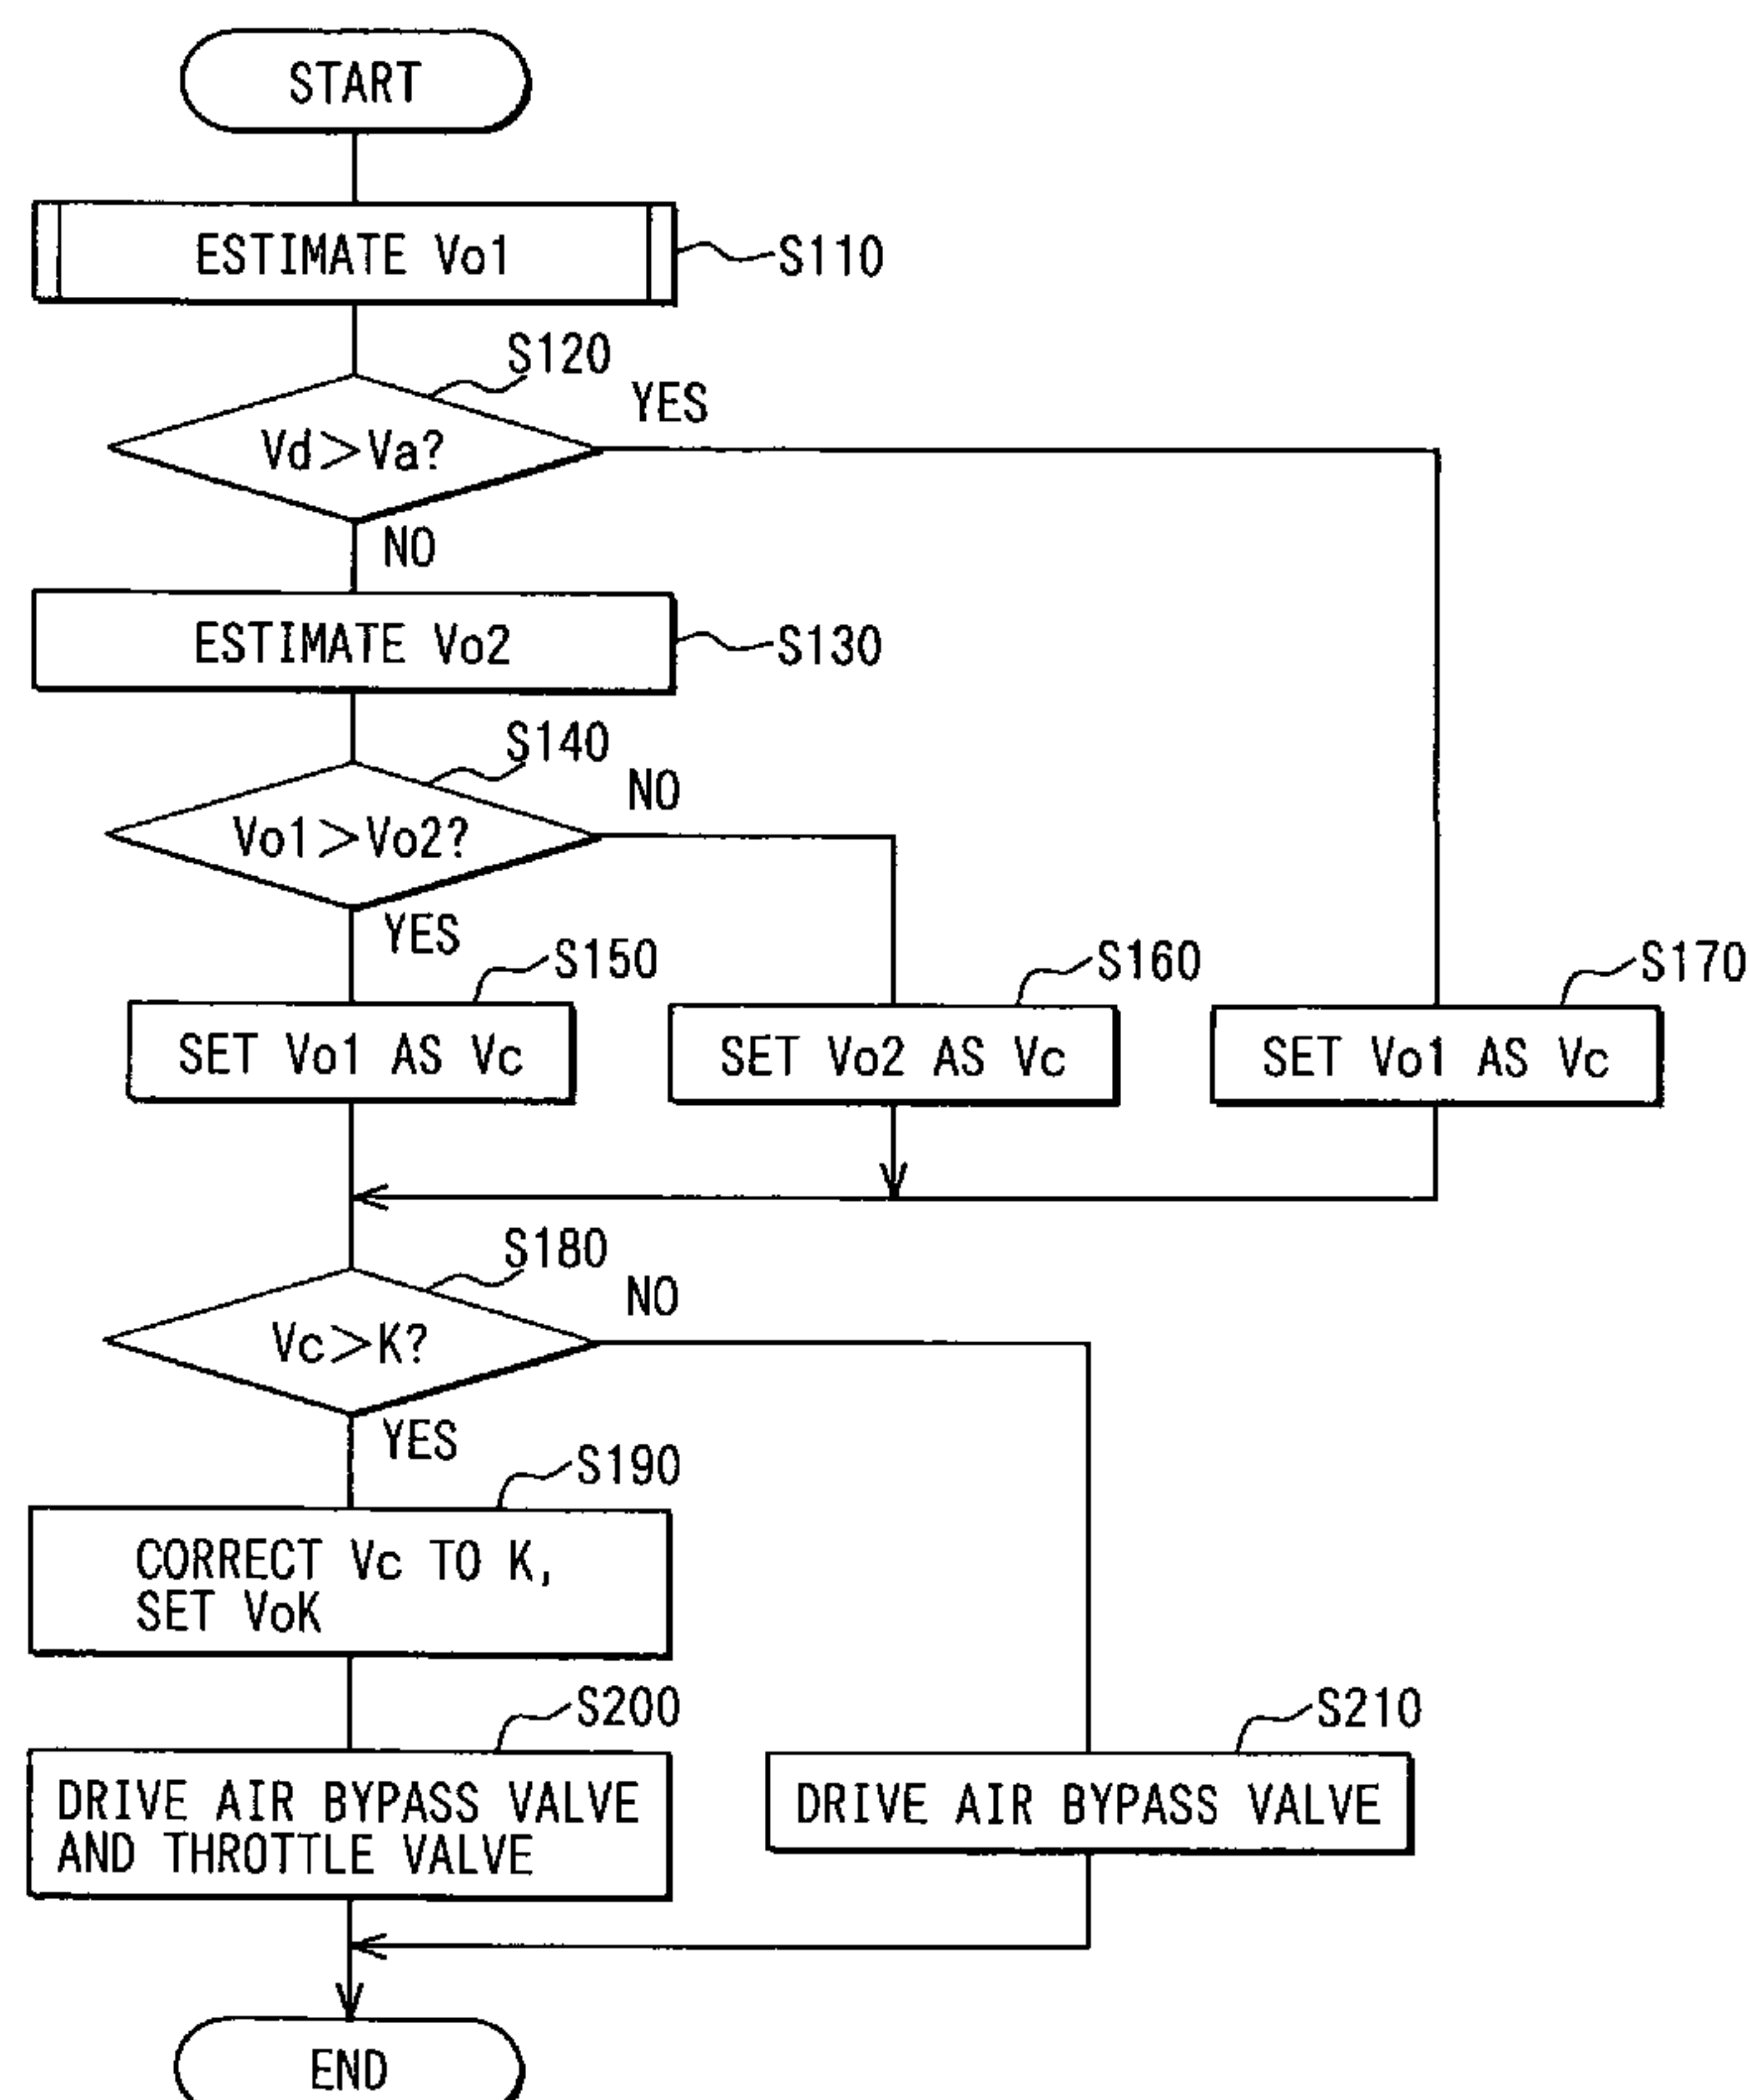 START
ESTIMATE Vo1
S110
S120
YES
Vd>Va?
NO
ESTIMATE Vo2
S130
S140
NO
Vo1>Vo2?
YES
S150
S160
S170
SET Vo1 AS Vc
SET Vo2 AS Vc
SET Vo1 AS Vc
S180
NO
Vc>K?
YES
S190
CORRECT Vc TO K,
SET VoK
S200
S210
DRIVE AIR BYPASS VALVE
AND THROTTLE VALVE
DRIVE AIR BYPASS VALVE
END